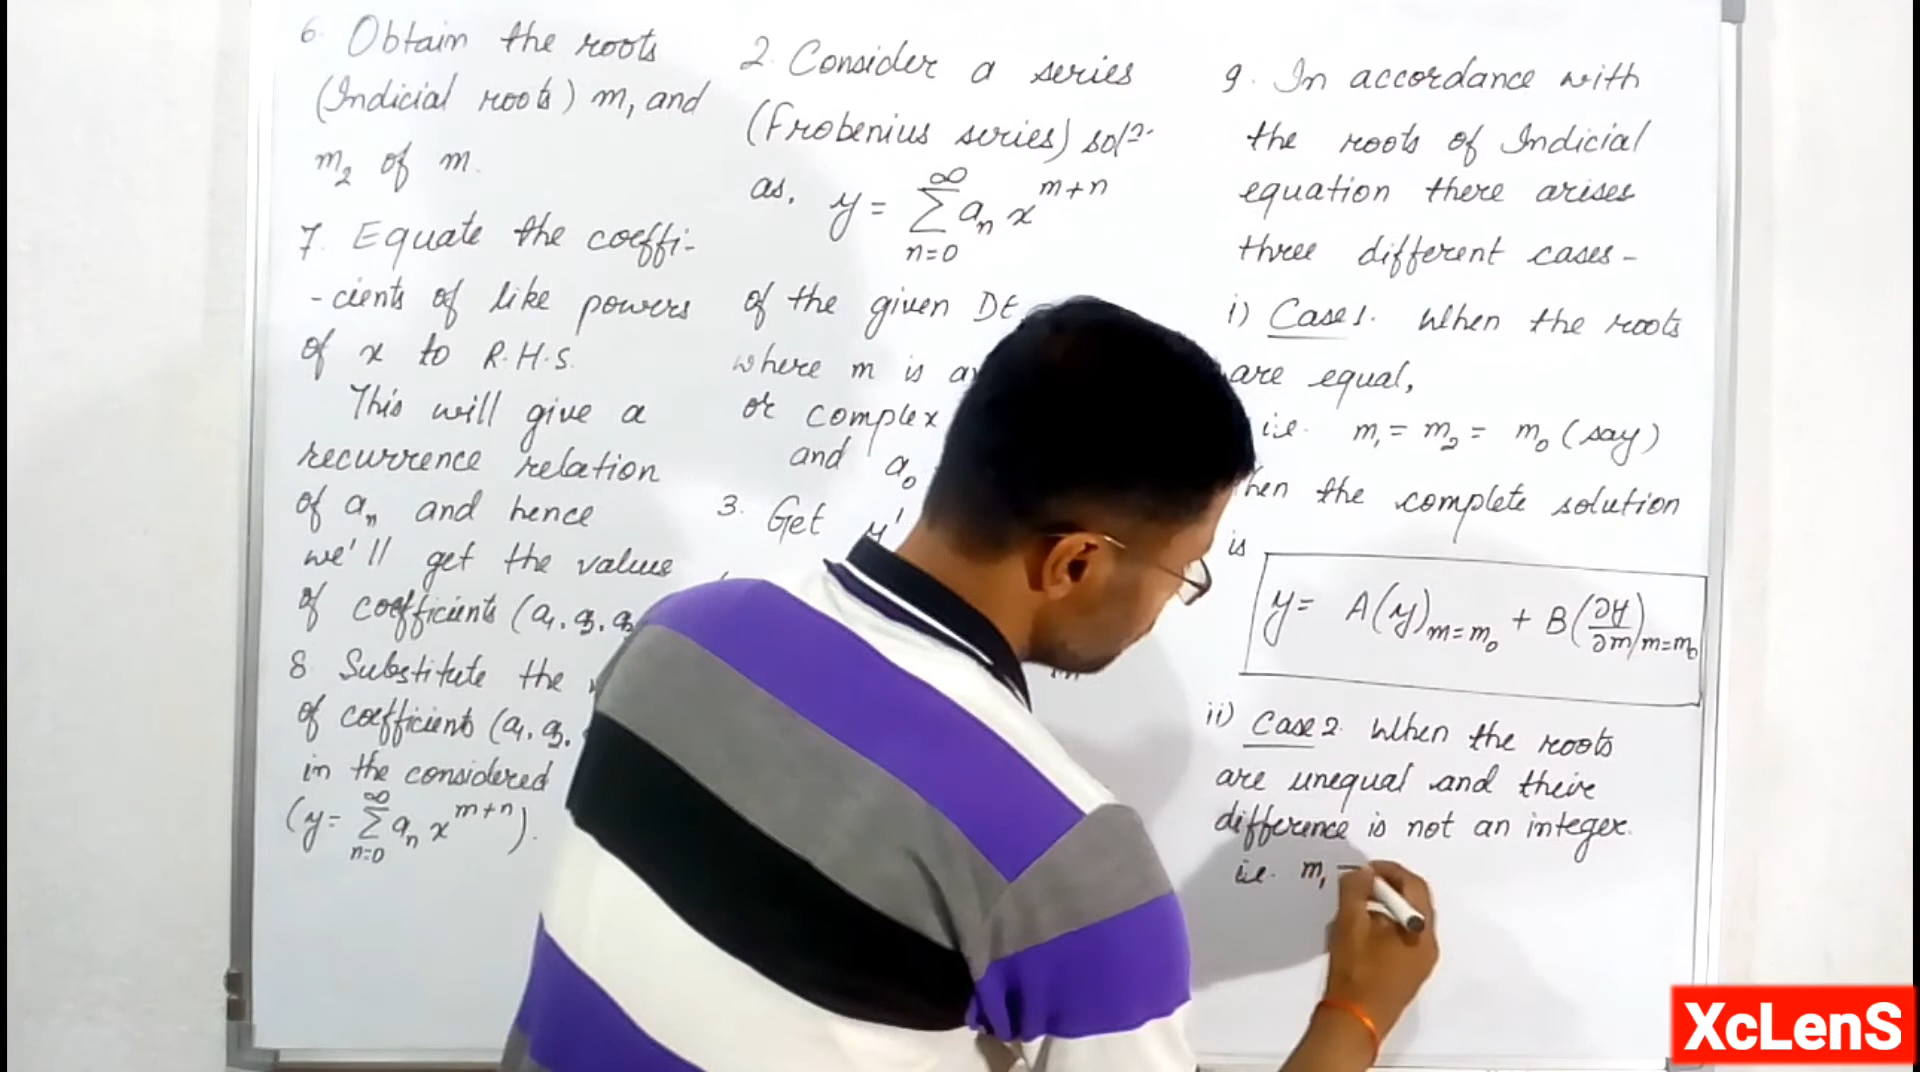 6. Obtain the roots
(Indicial roots) m₁ and
m₂ of m.
7. Equate the coeffi-
-cients of like powers
of x to R.H.S.
This will give a
recurrence relation
of aₙ and hence
we'll get the values
of coefficients (a₁, a₂, a₃
8 Substitute the
of coefficients (a₁, a₂,
in the considered
(y = ∑_{n=0}^{∞} aₙ x^{m+n}).
2. Consider a series
(Frobenius series) solⁿ.
as, y = ∑_{n=0}^{∞} aₙ x^{m+n}
of the given DE
where m is
or complex
and a₀
3. Get y'
9. In accordance with
the roots of Indicial
equation there arises
three different cases-
i) Case 1. When the roots
are equal,
i.e. m₁ = m₂ = m₀ (say)
then the complete solution
is
y = A(y)_{m=m₀} + B(∂y/∂m)_{m=m₀}
ii) Case 2. When the roots
are unequal and their
difference is not an integer.
i.e. m₁ -
XcLenS